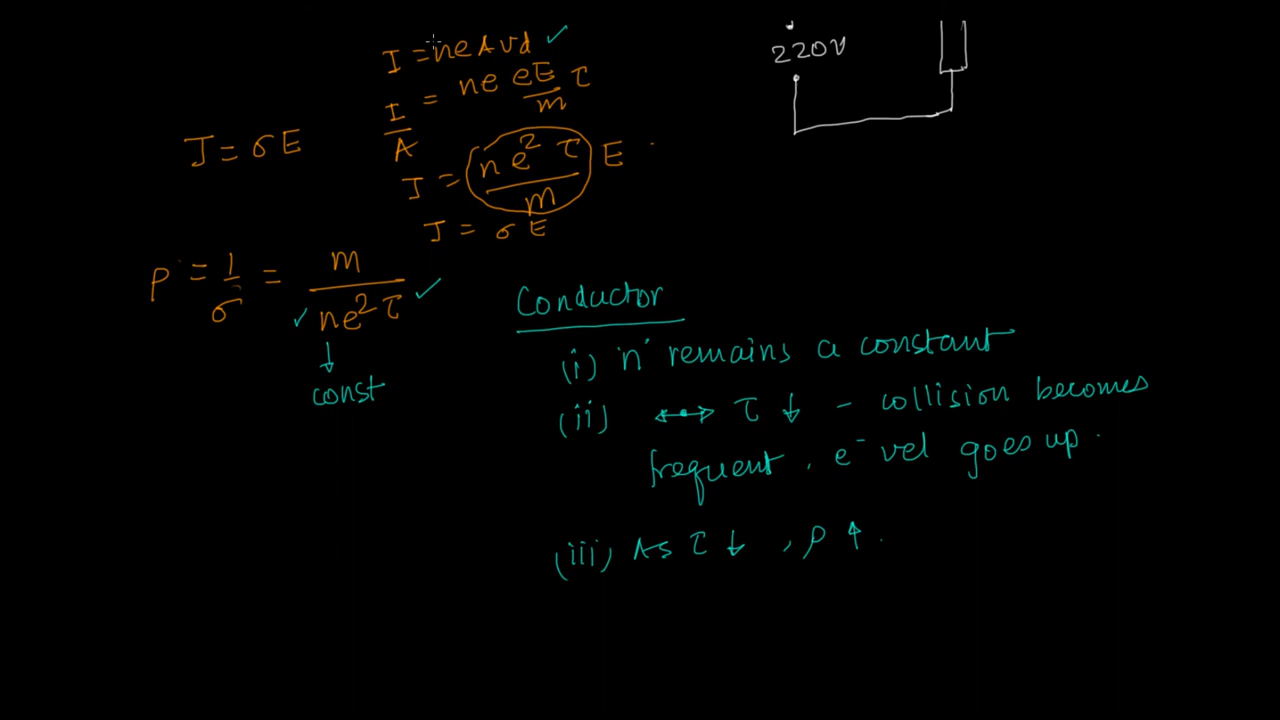 I = neAvd ✓
I/A = ne eE/m τ
J = σE
J = ne²τ/m E
J = σE
ρ = 1/σ = m/ne²τ ✓
✓
↓
const
220V
Conductor
(i) 'n' remains a constant
(ii) ↔ τ ↓ – collision becomes
frequent, e⁻ vel goes up.
(iii) As τ ↓, ρ ↑.